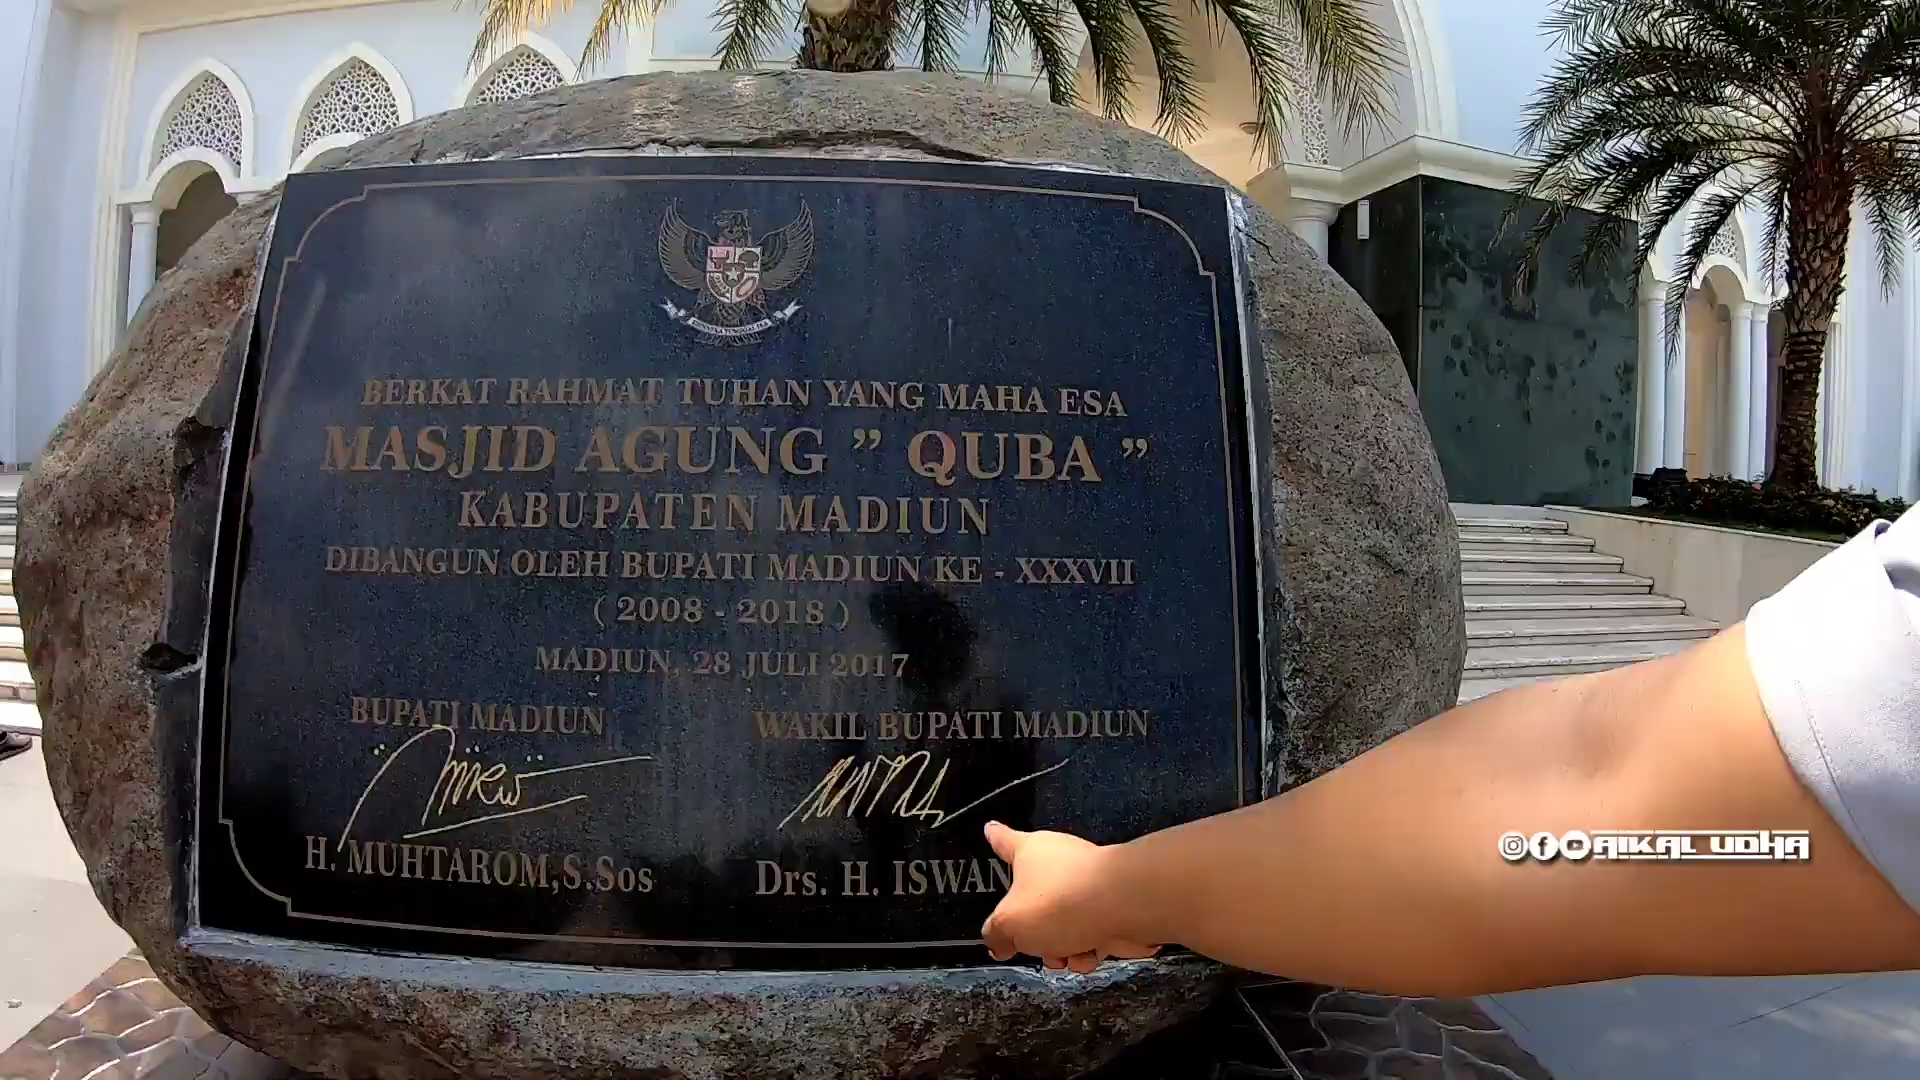 BERKAT RAHMAT TUHAN YANG MAHA ESA
MASJID AGUNG ” QUBA ”
KABUPATEN MADIUN
DIBANGUN OLEH BUPATI MADIUN KE - XXXVII
( 2008 - 2018 )
MADIUN, 28 JULI 2017
BUPATI MADIUN
WAKIL BUPATI MADIUN
H. MUHTAROM,S.Sos
Drs. H. ISWAN
AIKAL UDHA